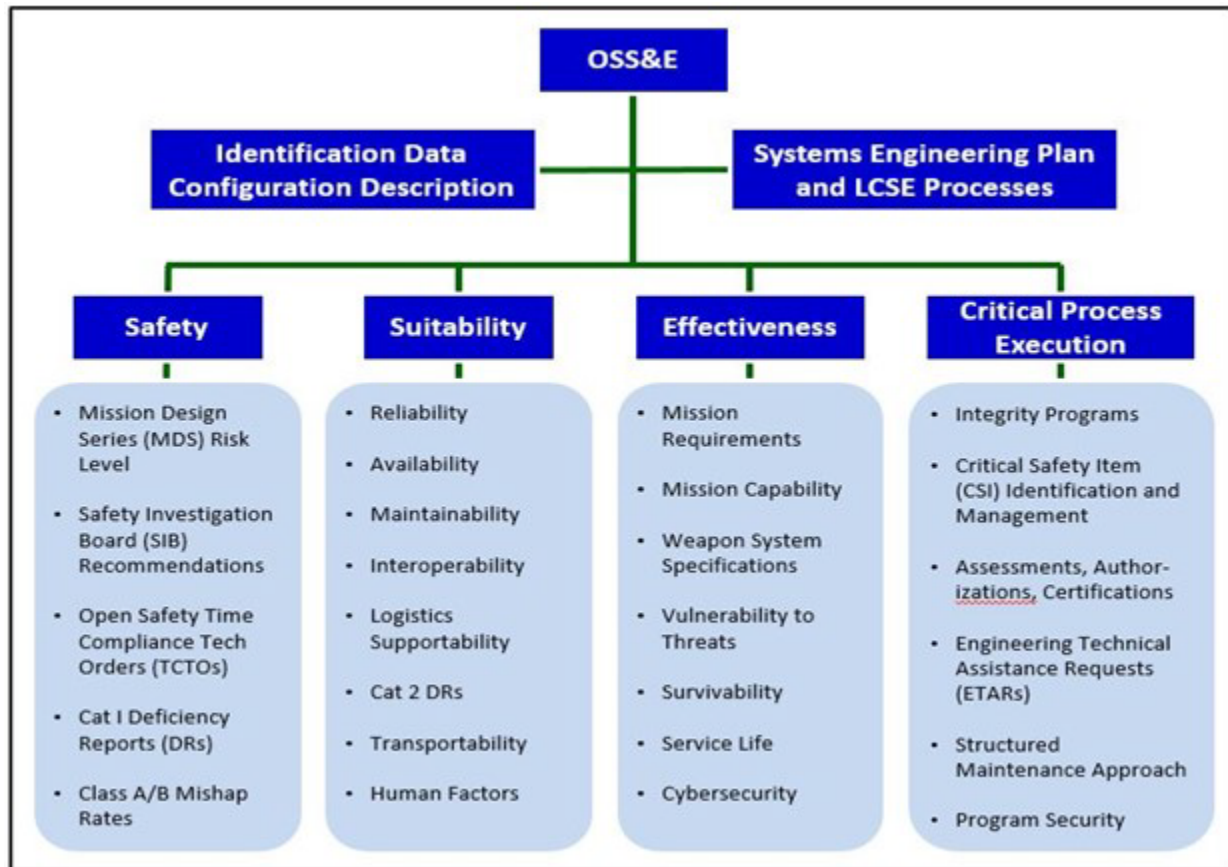 OSS&E
Identification Data
Configuration Description
Systems Engineering Plan
and LCSE Processes
Safety
Suitability
Effectiveness
Critical Process
Execution
• Mission Design
Series (MDS) Risk
Level
• Safety Investigation
Board (SIB)
Recommendations
• Open Safety Time
Compliance Tech
Orders (TCTOs)
• Cat I Deficiency
Reports (DRs)
• Class A/B Mishap
Rates
• Reliability
• Availability
• Maintainability
• Interoperability
• Logistics
Supportability
• Cat 2 DRs
• Transportability
• Human Factors
• Mission
Requirements
• Mission Capability
• Weapon System
Specifications
• Vulnerability to
Threats
• Survivability
• Service Life
• Cybersecurity
• Integrity Programs
• Critical Safety Item
(CSI) Identification and
Management
• Assessments, Author-
izations, Certifications
• Engineering Technical
Assistance Requests
(ETARs)
• Structured
Maintenance Approach
• Program Security